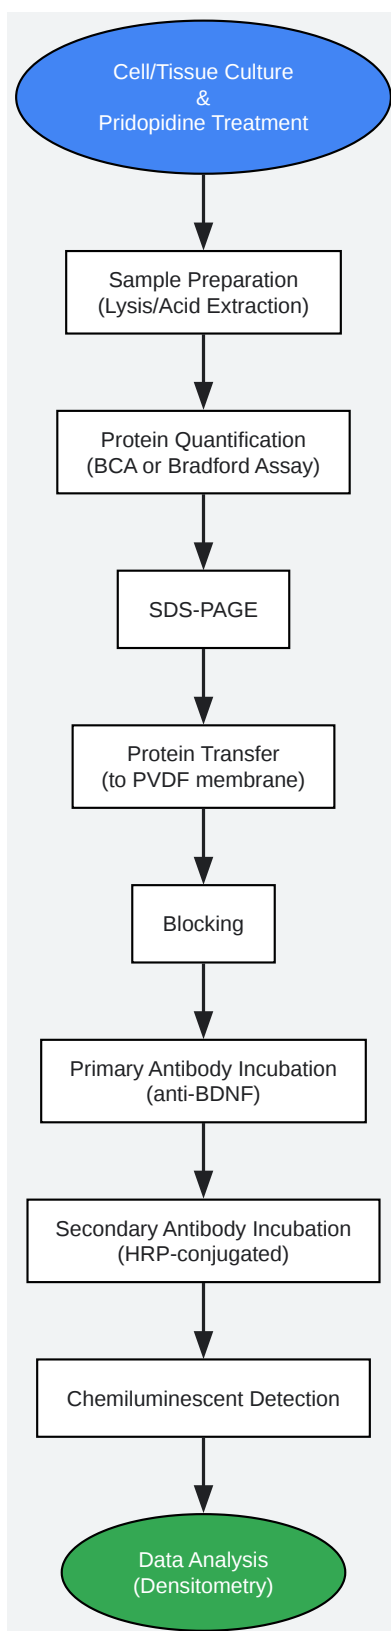 Cell/Tissue Culture
&
Pridopidine Treatment
Sample Preparation
(Lysis/Acid Extraction)
Protein Quantification
(BCA or Bradford Assay)
SDS-PAGE
Protein Transfer
(to PVDF membrane)
Blocking
Primary Antibody Incubation
(anti-BDNF)
Secondary Antibody Incubation
(HRP-conjugated)
Chemiluminescent Detection
Data Analysis
(Densitometry)